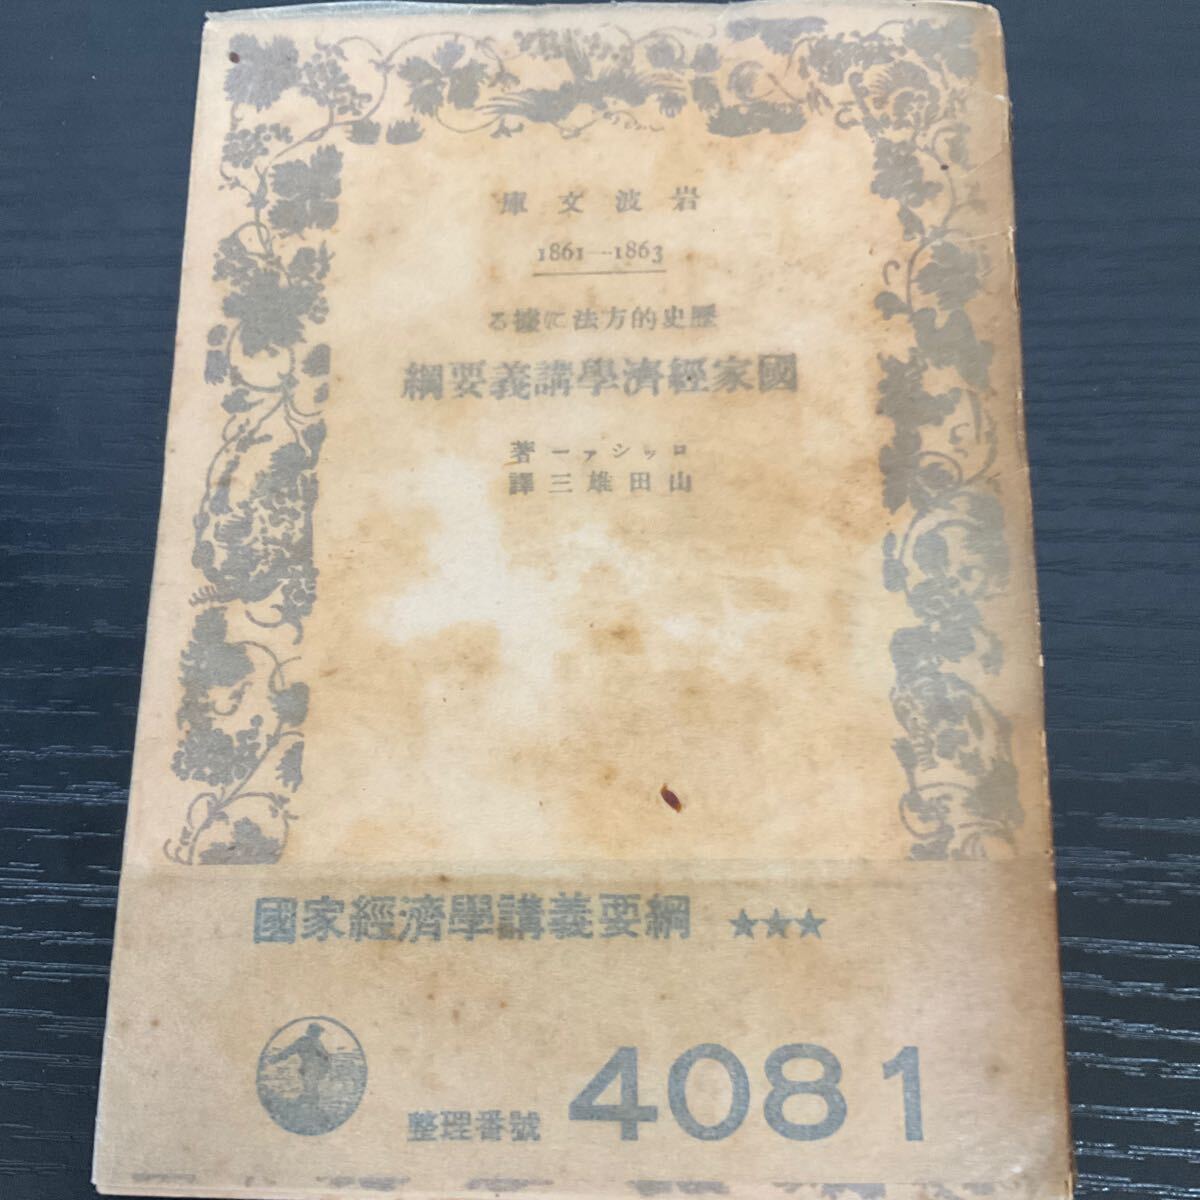 岩波文庫
1861—1863
歷史的方法に據る
國家經濟學講義要綱
ロッシァー著
山田雄三譯
國家經濟學講義要綱 ★★★
整理番號 4081